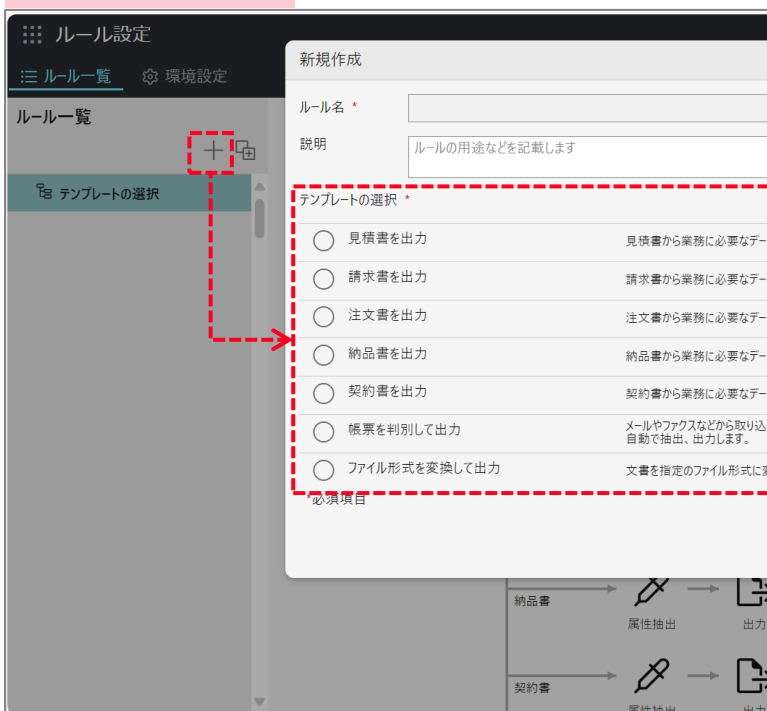 ルール設定
ルール一覧 環境設定
ルール一覧
テンプレートの選択
新規作成
ルール名 *
説明 ルールの用途などを記載します
テンプレートの選択 *
見積書を出力 見積書から業務に必要なデー
請求書を出力 請求書から業務に必要なデー
注文書を出力 注文書から業務に必要なデー
納品書を出力 納品書から業務に必要なデー
契約書を出力 契約書から業務に必要なデー
帳票を判別して出力 メールやファクスなどから取り込
自動で抽出、出力します。
ファイル形式を変換して出力 文書を指定のファイル形式に変
*必須項目
納品書
属性抽出 出力
契約書
属性抽出 出力